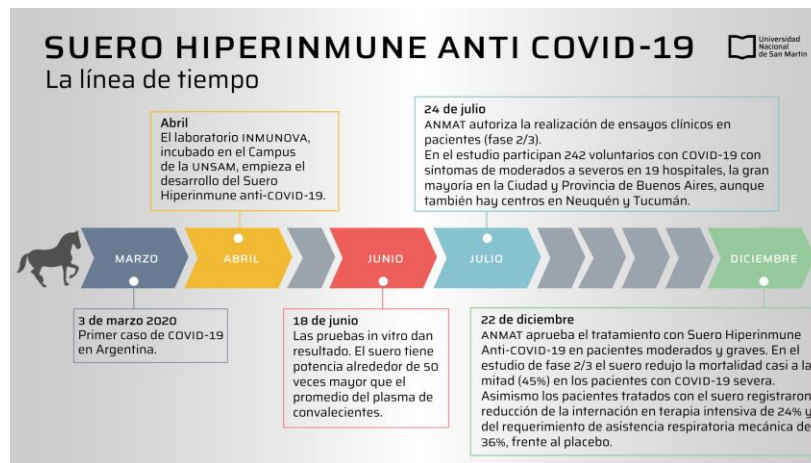 SUERO HIPERINMUNE ANTI COVID-19
Universidad
Nacional
de San Martín
La línea de tiempo
Abril
El laboratorio INMUNOVA,
incubado en el Campus
de la UNSAM, empieza el
desarrollo del Suero
Hiperinmune anti-COVID-19.
24 de julio
ANMAT autoriza la realización de ensayos clínicos en
pacientes (fase 2/3).
En el estudio participan 242 voluntarios con COVID-19 con
síntomas de moderados a severos en 19 hospitales, la gran
mayoría en la Ciudad y Provincia de Buenos Aires, aunque
también hay centros en Neuquén y Tucumán.
MARZO
ABRIL
JUNIO
JULIO
DICIEMBRE
3 de marzo 2020
Primer caso de COVID-19
en Argentina.
18 de junio
Las pruebas in vitro dan
resultado. El suero tiene
potencia alrededor de 50
veces mayor que el
promedio del plasma de
convalecientes.
22 de diciembre
ANMAT aprueba el tratamiento con Suero Hiperinmune
Anti-COVID-19 en pacientes moderados y graves. En el
estudio de fase 2/3 el suero redujo la mortalidad casi a la
mitad (45%) en los pacientes con COVID-19 severa.
Asimismo los pacientes tratados con el suero registraron
reducción de la internación en terapia intensiva de 24% y
del requerimiento de asistencia respiratoria mecánica de
36%, frente al placebo.